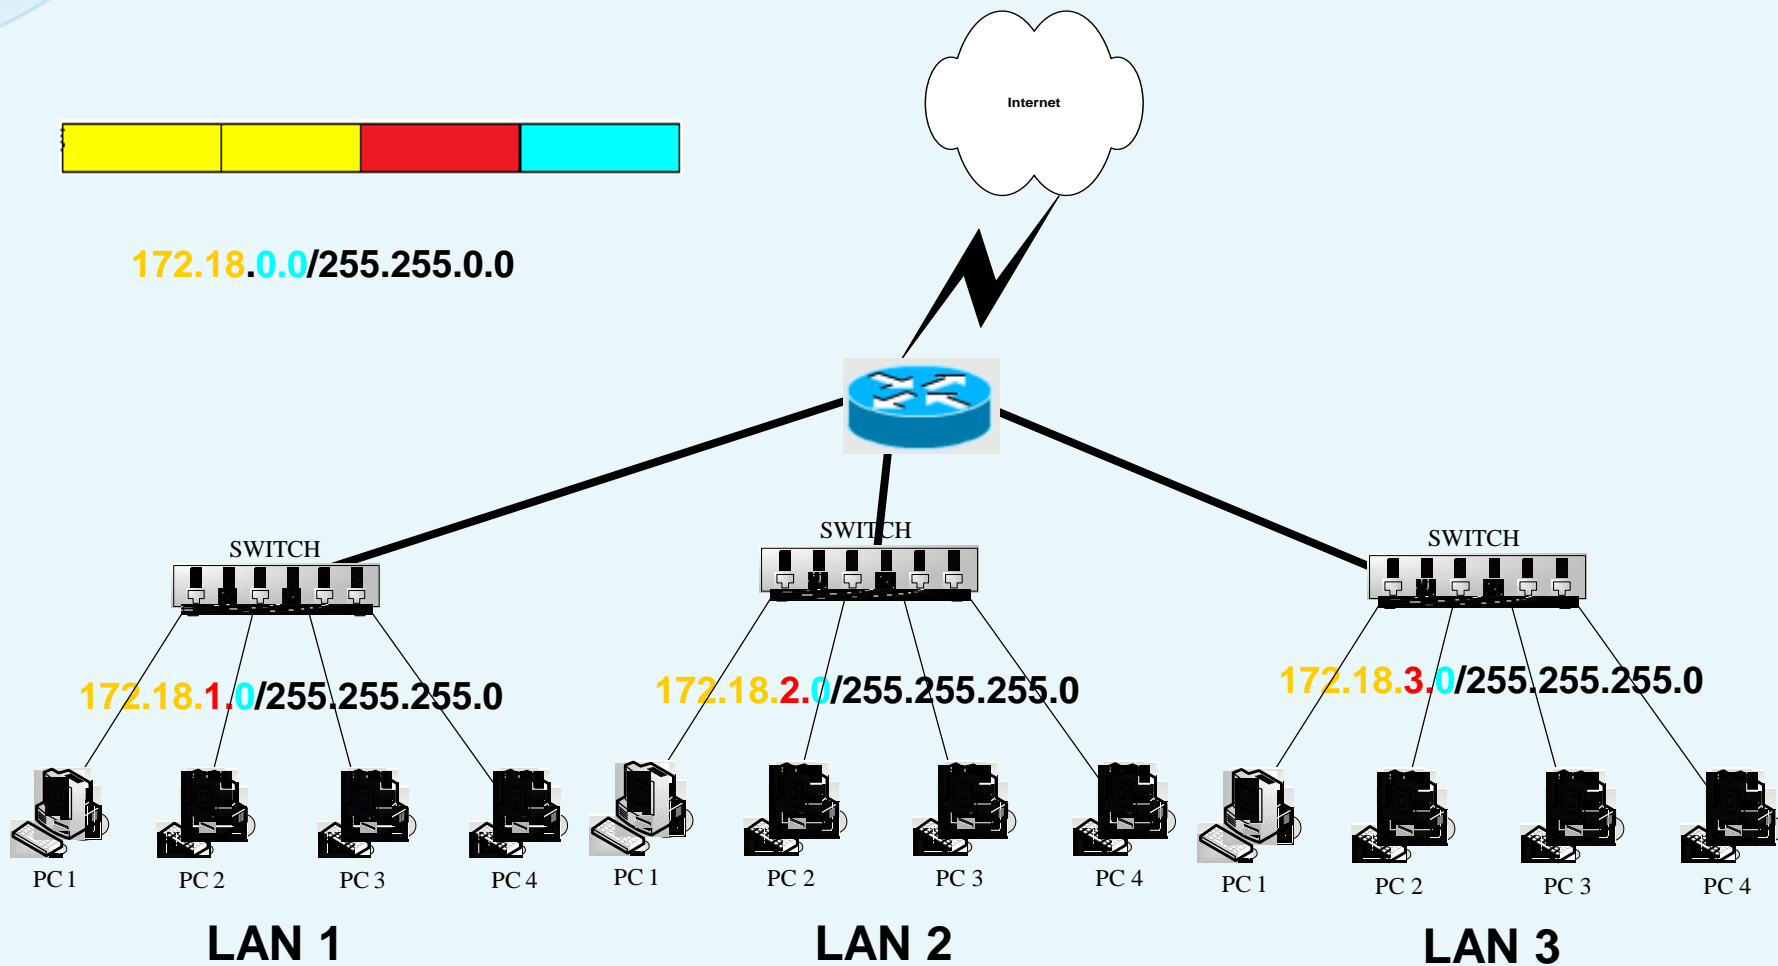 Internet
172.18.0.0/255.255.0.0
SWITCH
SWITCH
SWITCH
172.18.1.0/255.255.255.0
172.18.2.0/255.255.255.0
172.18.3.0/255.255.255.0
PC 1
PC 2
PC 3
PC 4
PC 1
PC 2
PC 3
PC 4
PC 1
PC 2
PC 3
PC 4
LAN 1
LAN 2
LAN 3